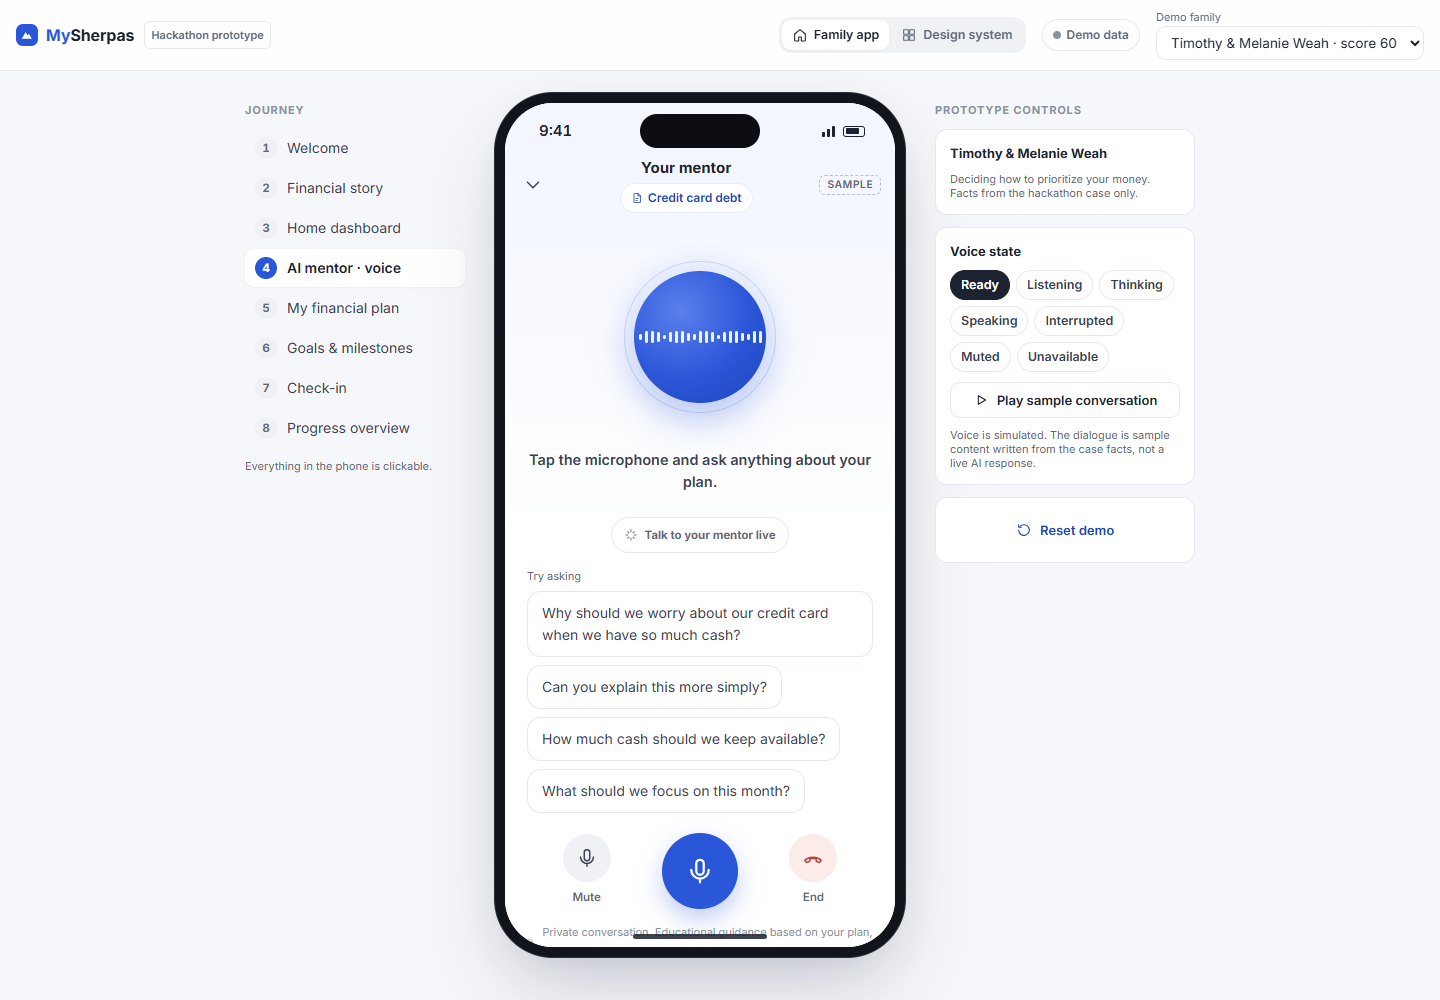 MySherpas
Hackathon prototype
Family app
Design system
Demo data
Demo family
Timothy & Melanie Weah · score 60
JOURNEY
1 Welcome
2 Financial story
3 Home dashboard
4 AI mentor · voice
5 My financial plan
6 Goals & milestones
7 Check-in
8 Progress overview
Everything in the phone is clickable.
9:41
Your mentor
Credit card debt
SAMPLE
Tap the microphone and ask anything about your
plan.
Talk to your mentor live
Try asking
Why should we worry about our credit card
when we have so much cash?
Can you explain this more simply?
How much cash should we keep available?
What should we focus on this month?
Mute
End
Private conversation. Educational guidance based on your plan,
PROTOTYPE CONTROLS
Timothy & Melanie Weah
Deciding how to prioritize your money.
Facts from the hackathon case only.
Voice state
Ready
Listening
Thinking
Speaking
Interrupted
Muted
Unavailable
Play sample conversation
Voice is simulated. The dialogue is sample
content written from the case facts, not a
live AI response.
Reset demo